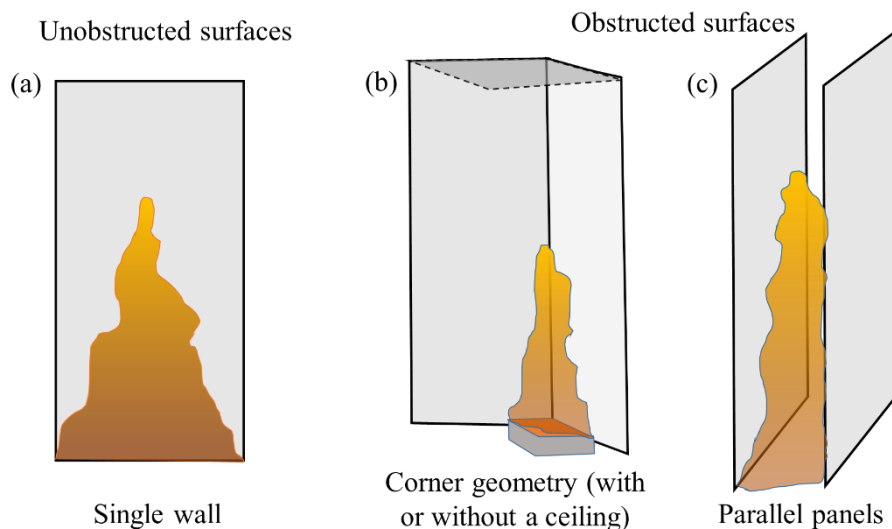 Unobstructed surfaces
Obstructed surfaces
(a)
(b)
(c)
Single wall
Corner geometry (with
or without a ceiling)
Parallel panels